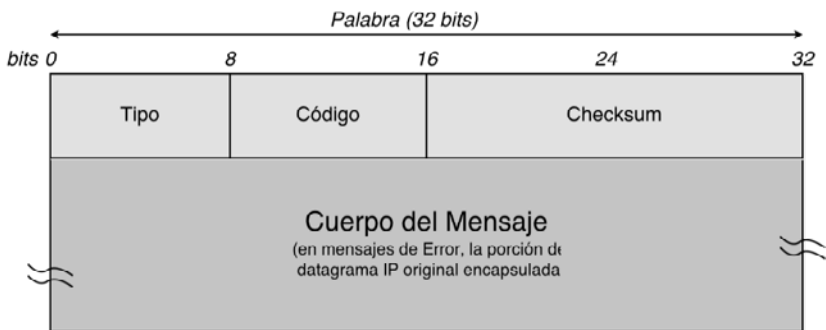 Palabra (32 bits)
bits 0 8 16 24 32
Tipo Código Checksum
Cuerpo del Mensaje
(en mensajes de Error, la porción de
datagrama IP original encapsulada